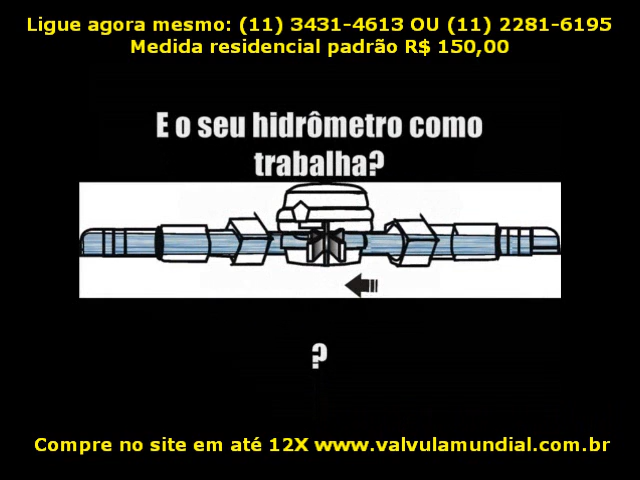 Ligue agora mesmo: (11) 3431-4613 OU (11) 2281-6195
Medida residencial padrão R$ 150,00
E o seu hidrômetro como
trabalha?
?
Compre no site em até 12X www.valvulamundial.com.br